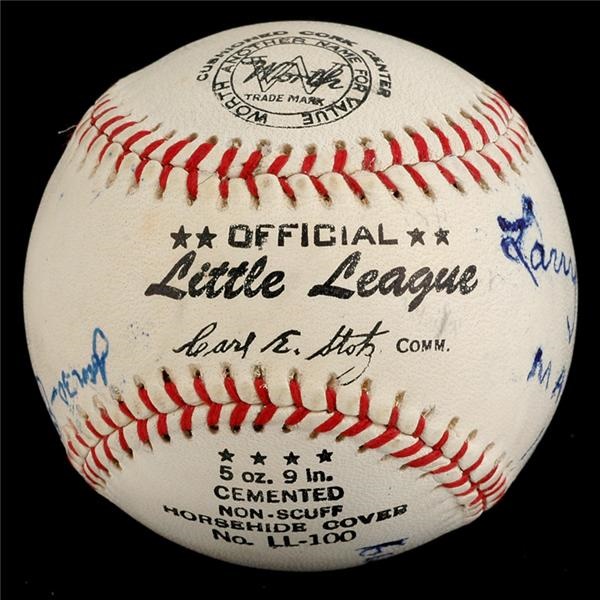 CUSHIONED CORK CENTER
WORTH ANOTHER NAME FOR VALUE
Worth
TRADE MARK
★★ OFFICIAL ★★
Little League
Carl E. Stotz COMM.
★ ★ ★ ★
5 oz. 9 In.
CEMENTED
NON-SCUFF
HORSEHIDE COVER
No. LL-100
Larry